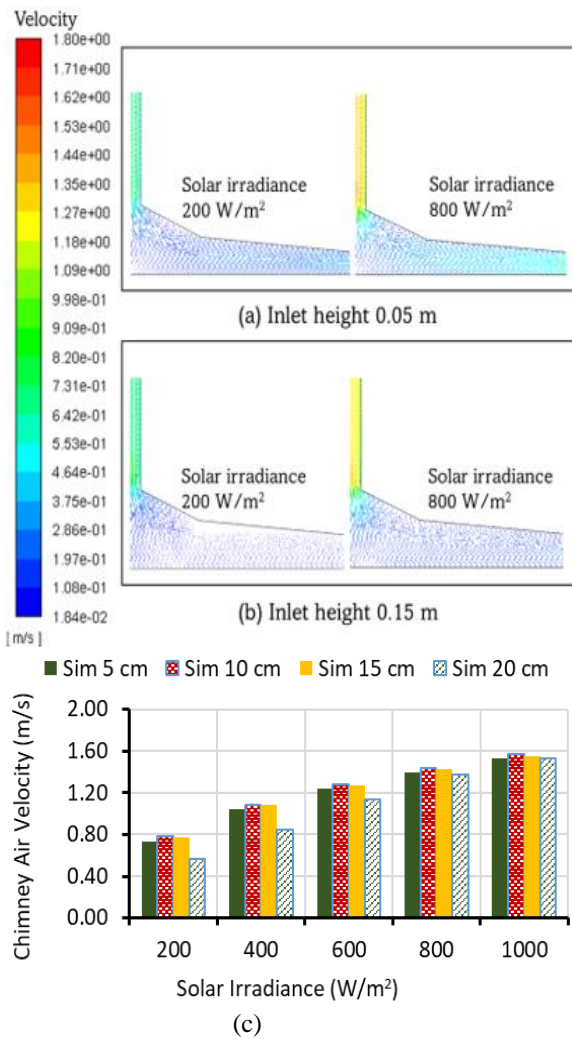 Velocity
1.80e+00
1.71e+00
1.62e+00
1.53e+00
1.44e+00
1.35e+00
1.27e+00
1.18e+00
1.09e+00
9.98e-01
9.09e-01
8.20e-01
7.31e-01
6.42e-01
5.53e-01
4.64e-01
3.75e-01
2.86e-01
1.97e-01
1.08e-01
1.84e-02
[ m/s ]
Solar irradiance
200 W/m²
Solar irradiance
800 W/m²
(a) Inlet height 0.05 m
Solar irradiance
200 W/m²
Solar irradiance
800 W/m²
(b) Inlet height 0.15 m
Sim 5 cm Sim 10 cm Sim 15 cm Sim 20 cm
Chimney Air Velocity (m/s)
2.00
1.60
1.20
0.80
0.40
0.00
200 400 600 800 1000
Solar Irradiance (W/m²)
(c)